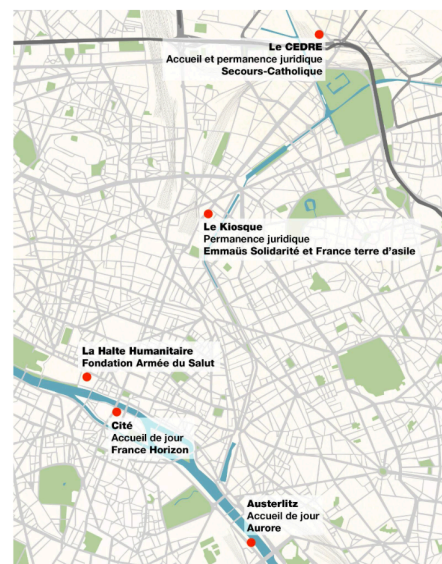 Le CEDRE
Accueil et permanence juridique
Secours-Catholique
Le Kiosque
Permanence juridique
Emmaüs Solidarité et France terre d'asile
La Halte Humanitaire
Fondation Armée du Salut
Cité
Accueil de jour
France Horizon
Austerlitz
Accueil de jour
Aurore